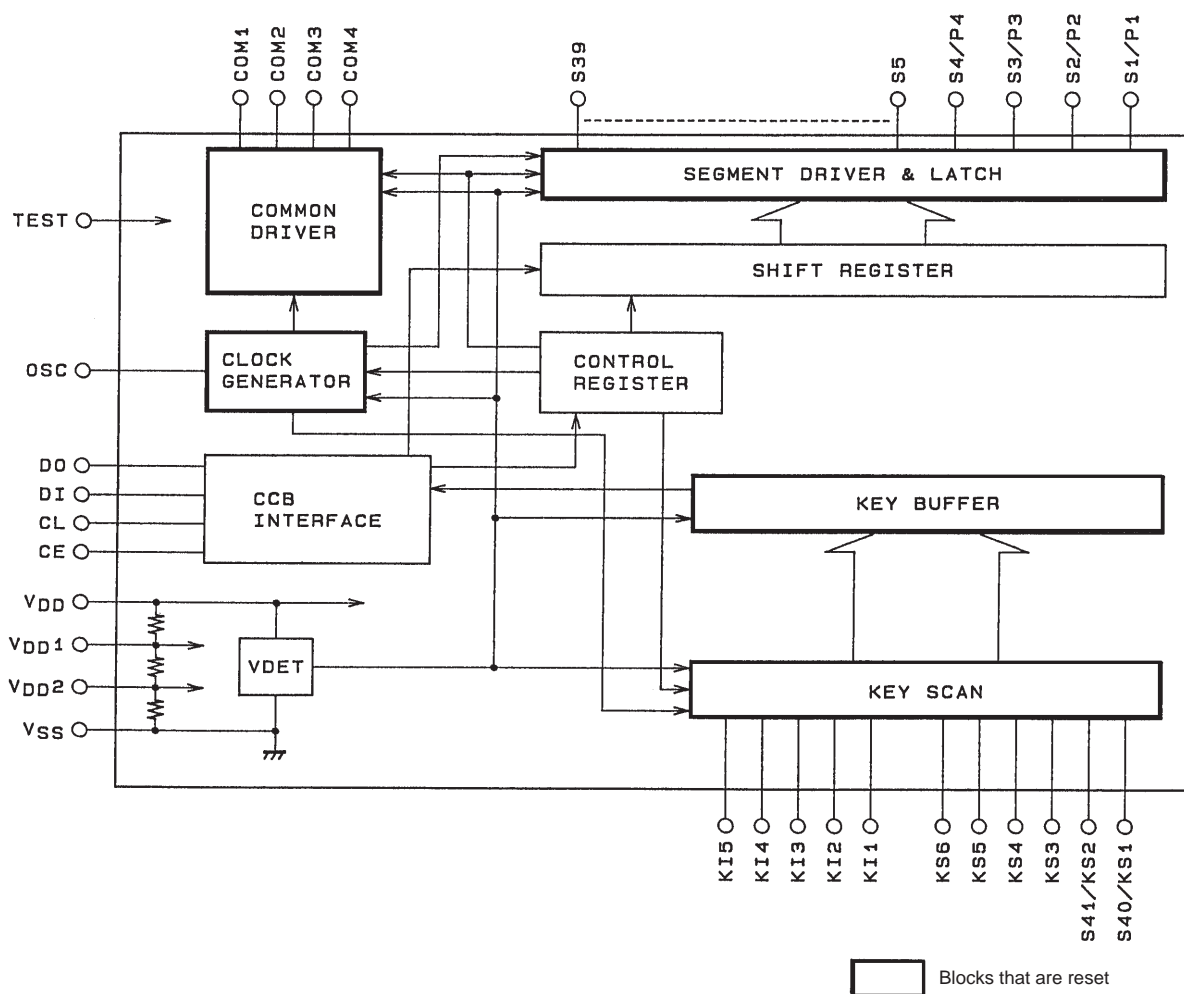 COM1
COM2
COM3
COM4
S39
S5
S4/P4
S3/P3
S2/P2
S1/P1
SEGMENT DRIVER & LATCH
COMMON
DRIVER
TEST
SHIFT REGISTER
CLOCK
GENERATOR
OSC
CONTROL
REGISTER
DO
DI
CL
CE
CCB
INTERFACE
KEY BUFFER
VDD
VDD1
VDD2
VSS
VDET
KEY SCAN
KI5
KI4
KI3
KI2
KI1
KS6
KS5
KS4
KS3
S41/KS2
S40/KS1
Blocks that are reset